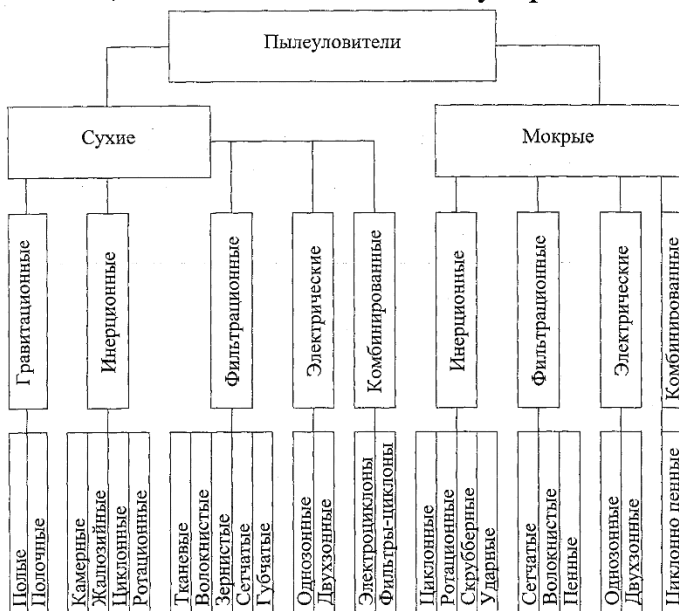 Пылеуловители
Сухие
Мокрые
Гравитационные
Инерционные
Фильтрационные
Электрические
Комбинированные
Инерционные
Фильтрационные
Электрические
Комбинированные
Полые
Полочные
Камерные
Жалюзийные
Циклонные
Ротационные
Тканевые
Волокнистые
Зернистые
Сетчатые
Губчатые
Однозонные
Двухзонные
Электроциклоны
Фильтры-циклоны
Циклонные
Ротационные
Скрубберные
Ударные
Сетчатые
Волокнистые
Пенные
Однозонные
Двухзонные
Циклонно пенные